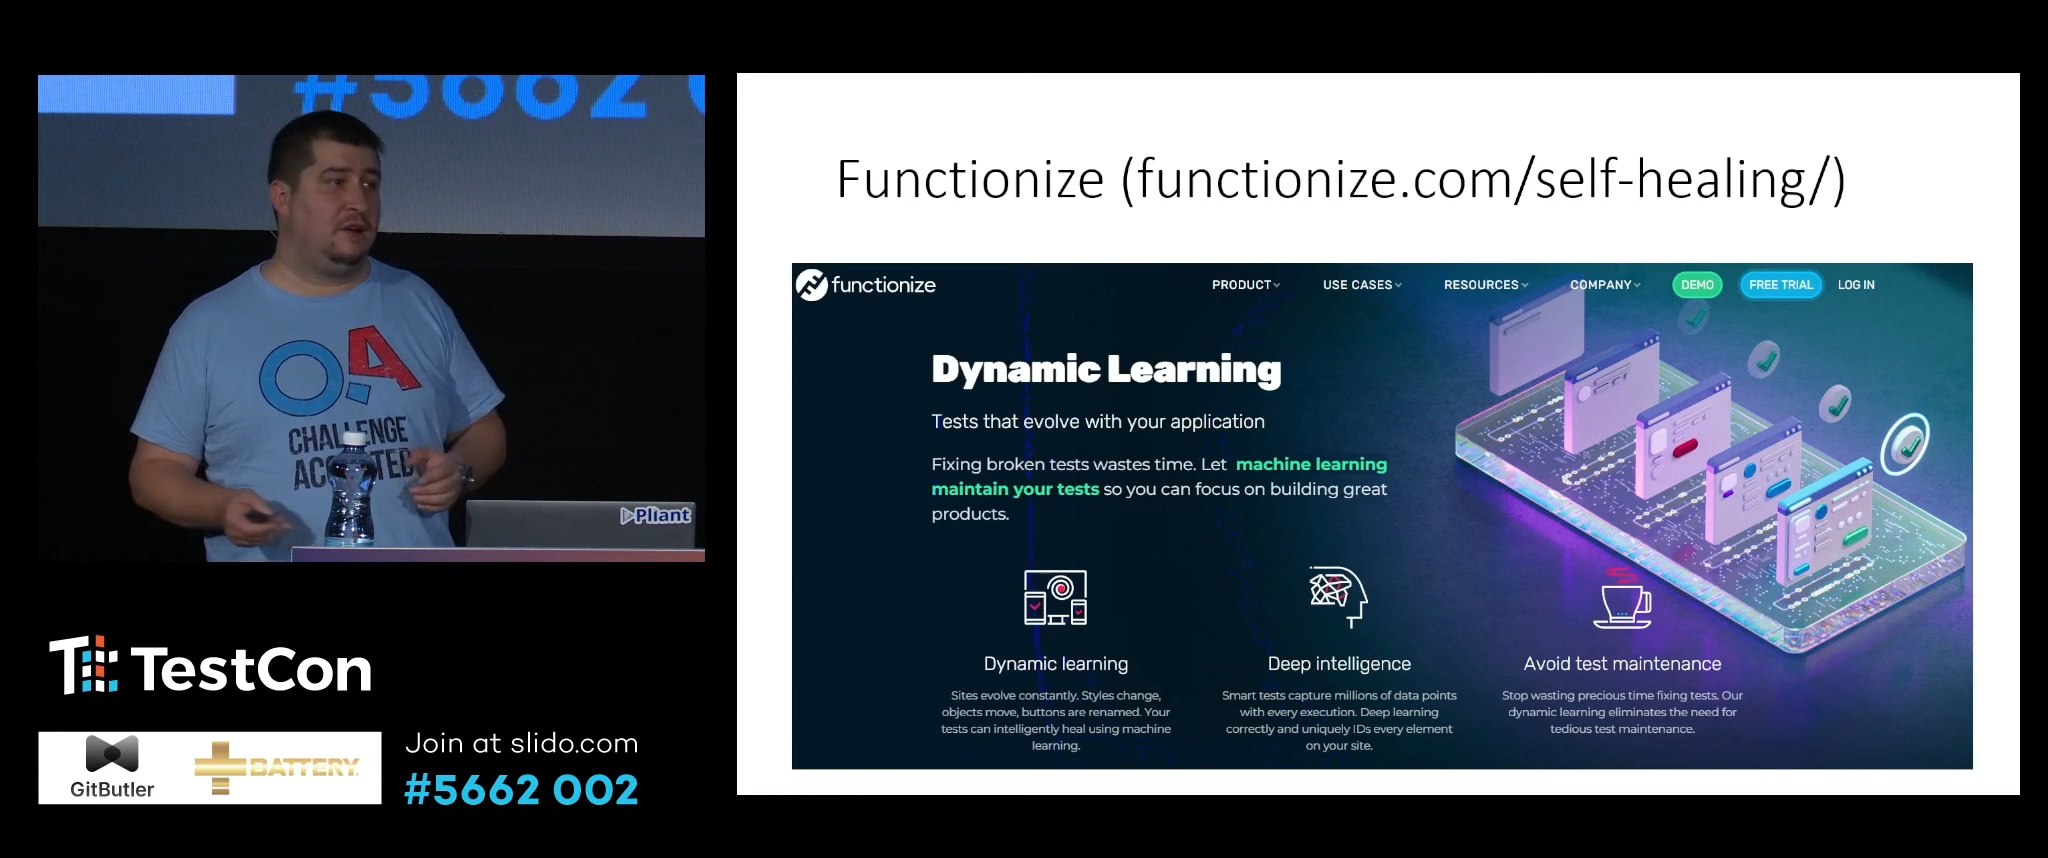 #5662 0
QA
CHALLENGE
ACCEPTED
Pliant
TestCon
GitButler
BATTERY
Join at slido.com
#5662 002
Functionize (functionize.com/self-healing/)
functionize
PRODUCT
USE CASES
RESOURCES
COMPANY
DEMO
FREE TRIAL
LOG IN
Dynamic Learning
Tests that evolve with your application
Fixing broken tests wastes time. Let machine learning
maintain your tests so you can focus on building great
products.
Dynamic learning
Sites evolve constantly. Styles change,
objects move, buttons are renamed. Your
tests can intelligently heal using machine
learning.
Deep intelligence
Smart tests capture millions of data points
with every execution. Deep learning
correctly and uniquely IDs every element
on your site.
Avoid test maintenance
Stop wasting precious time fixing tests. Our
dynamic learning eliminates the need for
tedious test maintenance.